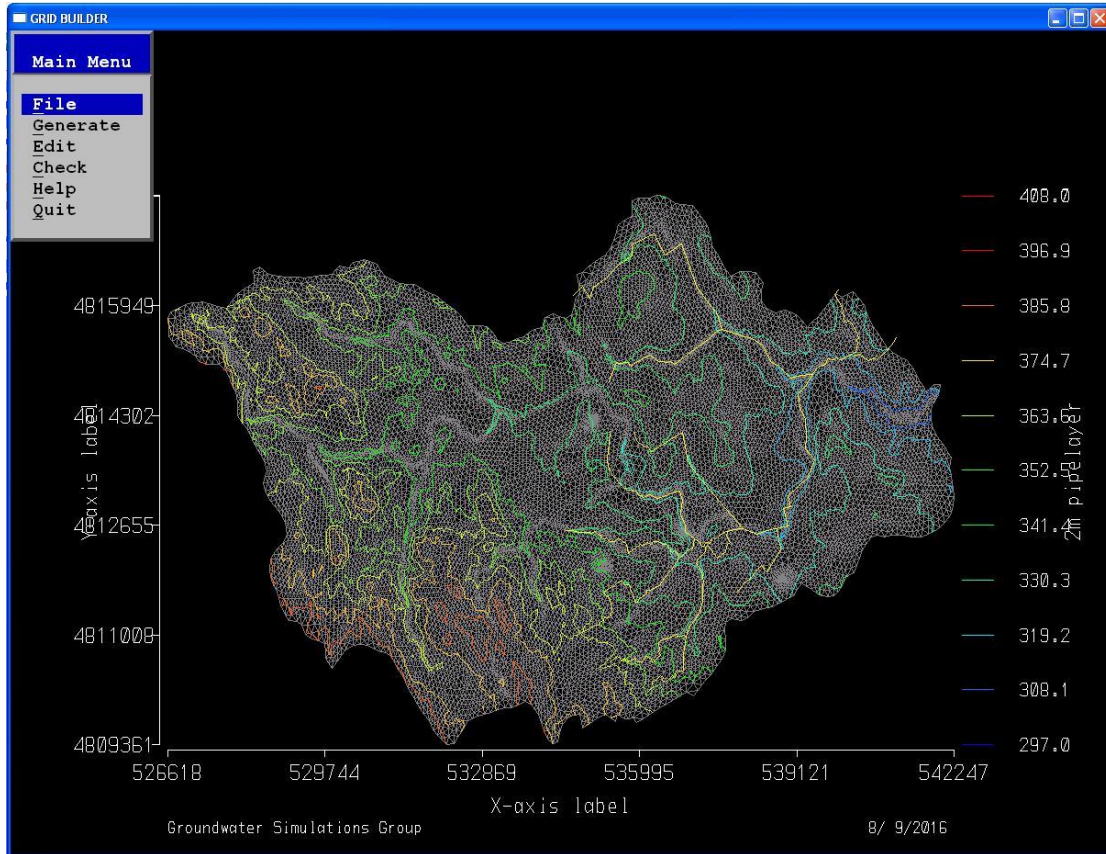 GRID BUILDER
Main Menu
File
Generate
Edit
Check
Help
Quit
408.0
396.9
4815949
385.8
374.7
4814302
363.6
Y-axis label
2m pipelayer
352.5
4812655
341.4
330.3
4811008
319.2
308.1
4809361
297.0
526618 529744 532869 535995 539121 542247
X-axis label
Groundwater Simulations Group
8/ 9/2016